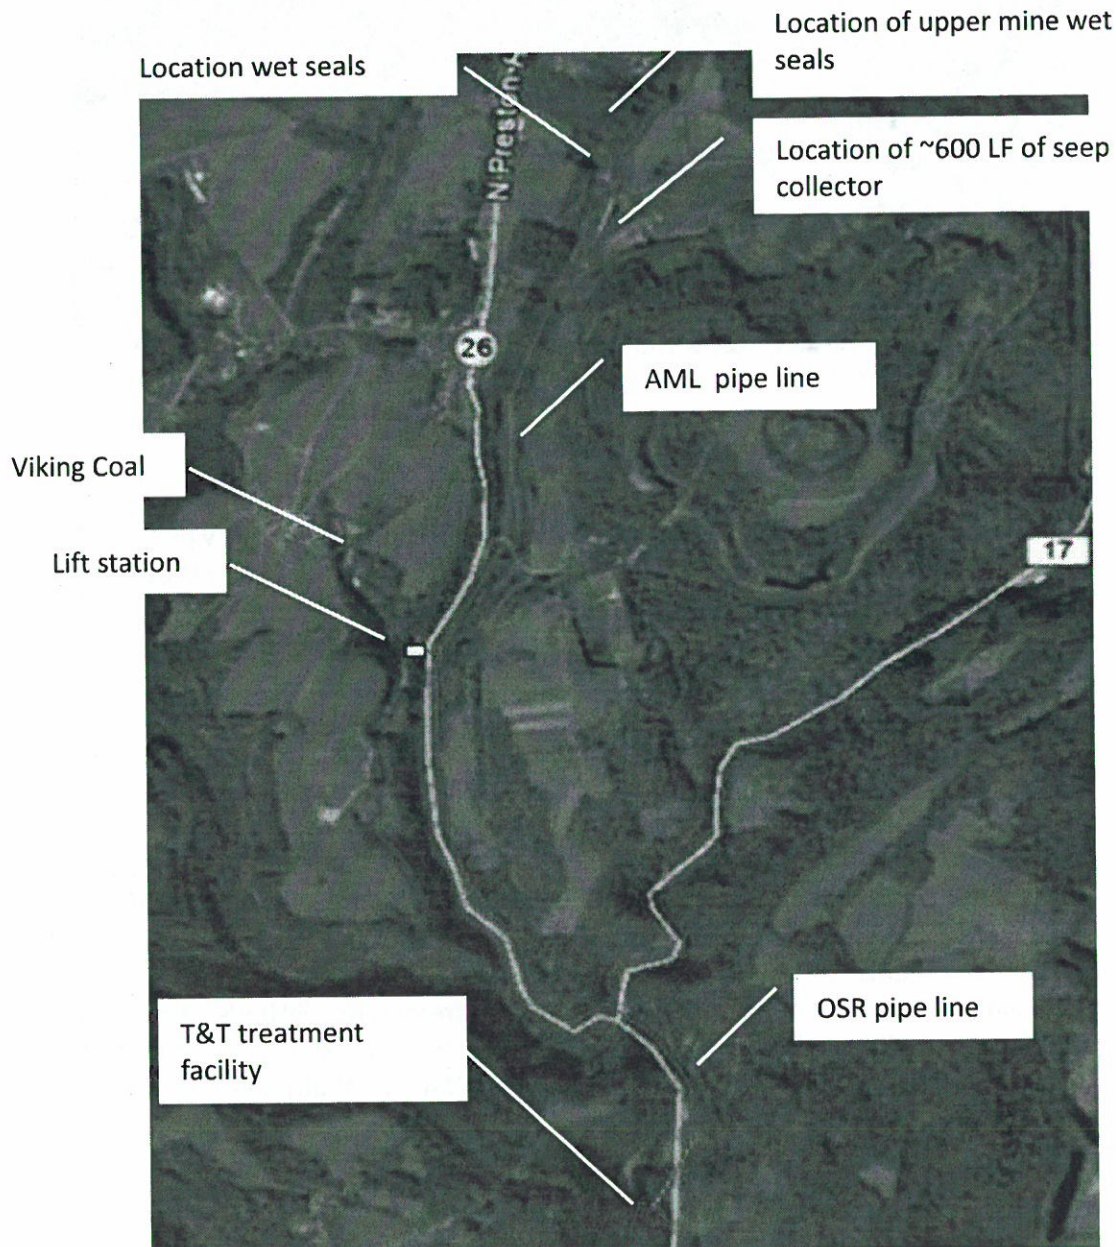 Location of upper mine wet
seals
Location wet seals
N Preston
Location of ~600 LF of seep
collector
26
AML pipe line
Viking Coal
17
Lift station
OSR pipe line
T&T treatment
facility